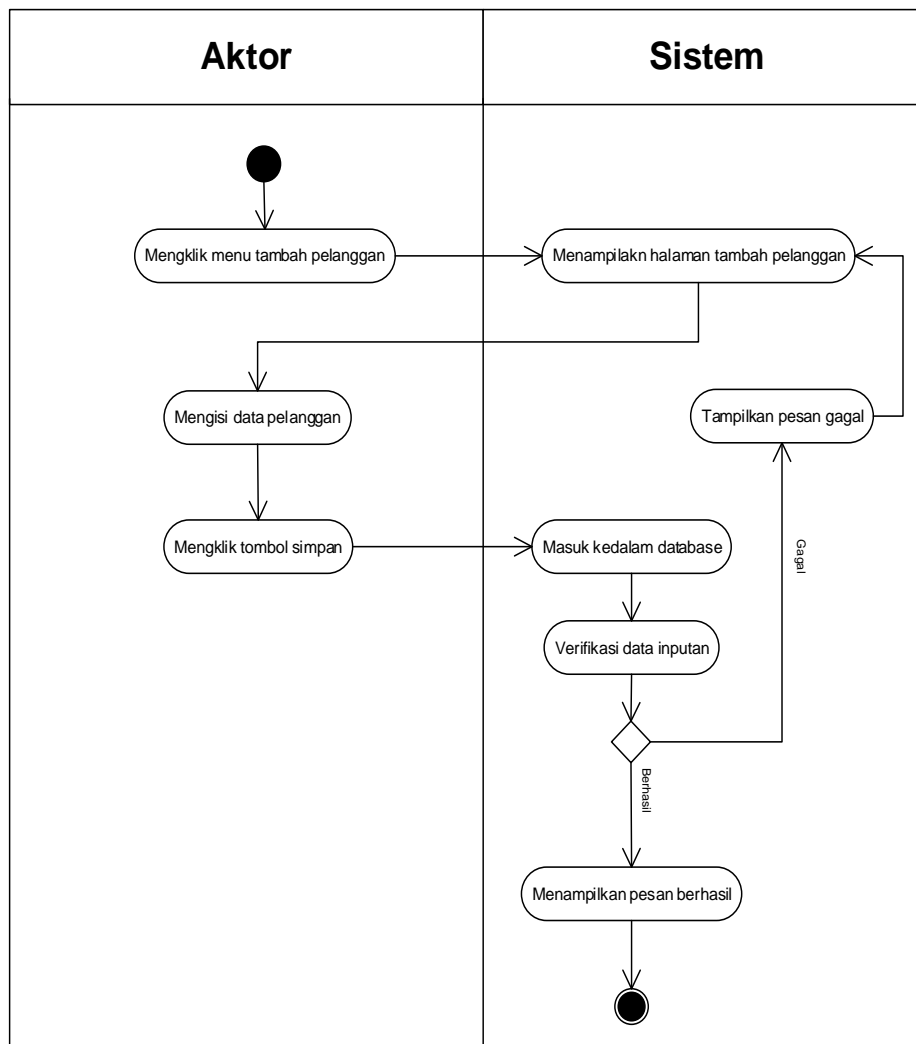 Aktor
Sistem
Mengklik menu tambah pelanggan
Menampilakn halaman tambah pelanggan
Mengisi data pelanggan
Tampilkan pesan gagal
Mengklik tombol simpan
Masuk kedalam database
Gagal
Verifikasi data inputan
Berhasil
Menampilkan pesan berhasil